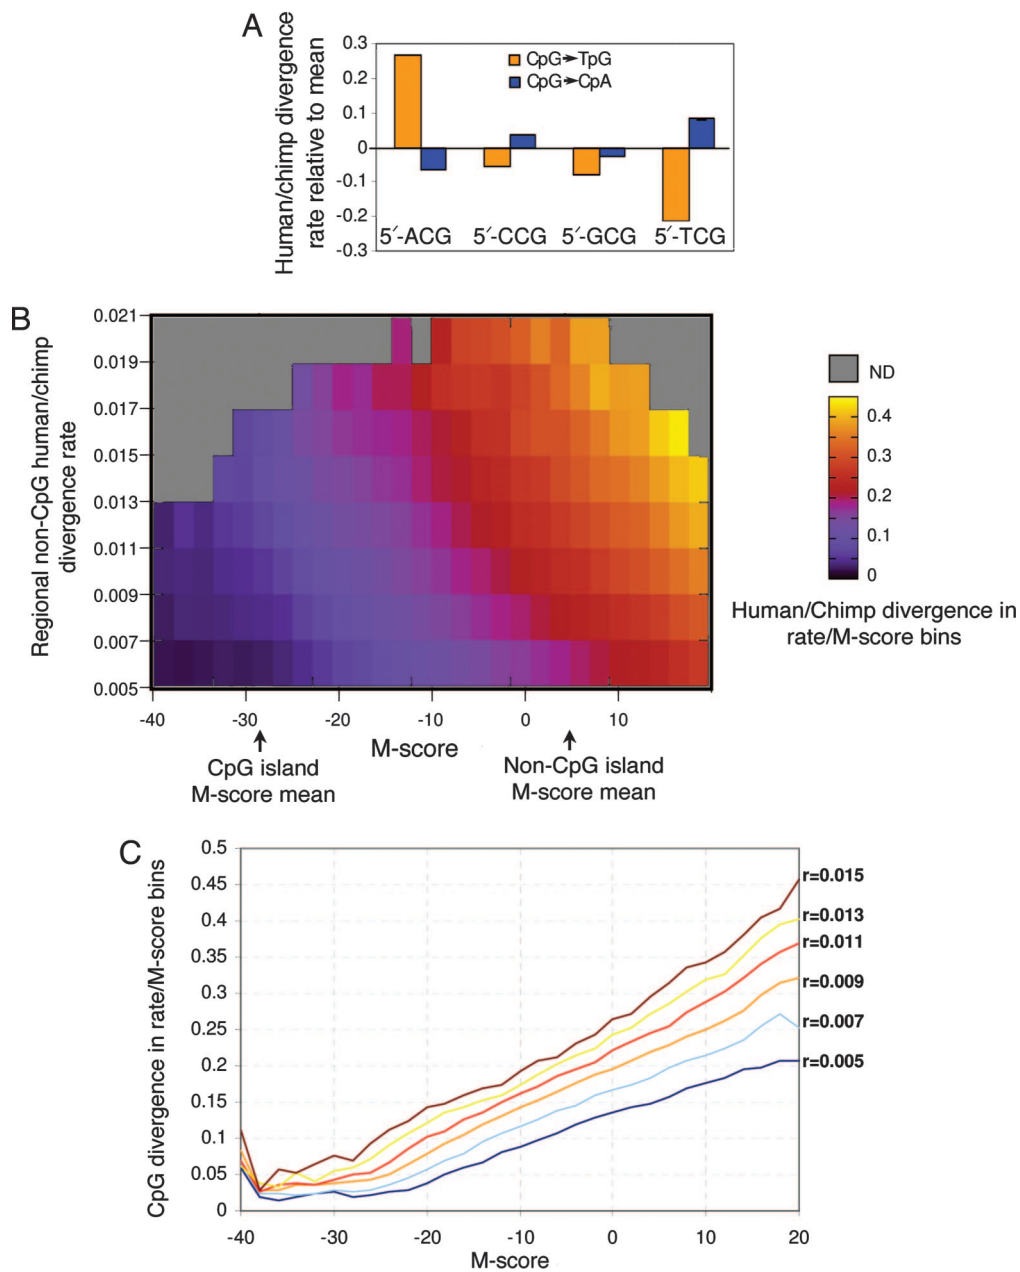 A
Human/chimp divergence
rate relative to mean
0.3
0.2
0.1
0
-0.1
-0.2
-0.3
CpG➔TpG
CpG➔CpA
5′-ACG
5′-CCG
5′-GCG
5′-TCG
B
Regional non-CpG human/chimp
divergence rate
0.021
0.019
0.017
0.015
0.013
0.011
0.009
0.007
0.005
-40
-30
-20
-10
0
10
M-score
CpG island
M-score mean
Non-CpG island
M-score mean
ND
0.4
0.3
0.2
0.1
0
Human/Chimp divergence in
rate/M-score bins
C
CpG divergence in rate/M-score bins
0.5
0.45
0.4
0.35
0.3
0.25
0.2
0.15
0.1
0.05
0
-40
-30
-20
-10
0
10
20
M-score
r=0.015
r=0.013
r=0.011
r=0.009
r=0.007
r=0.005